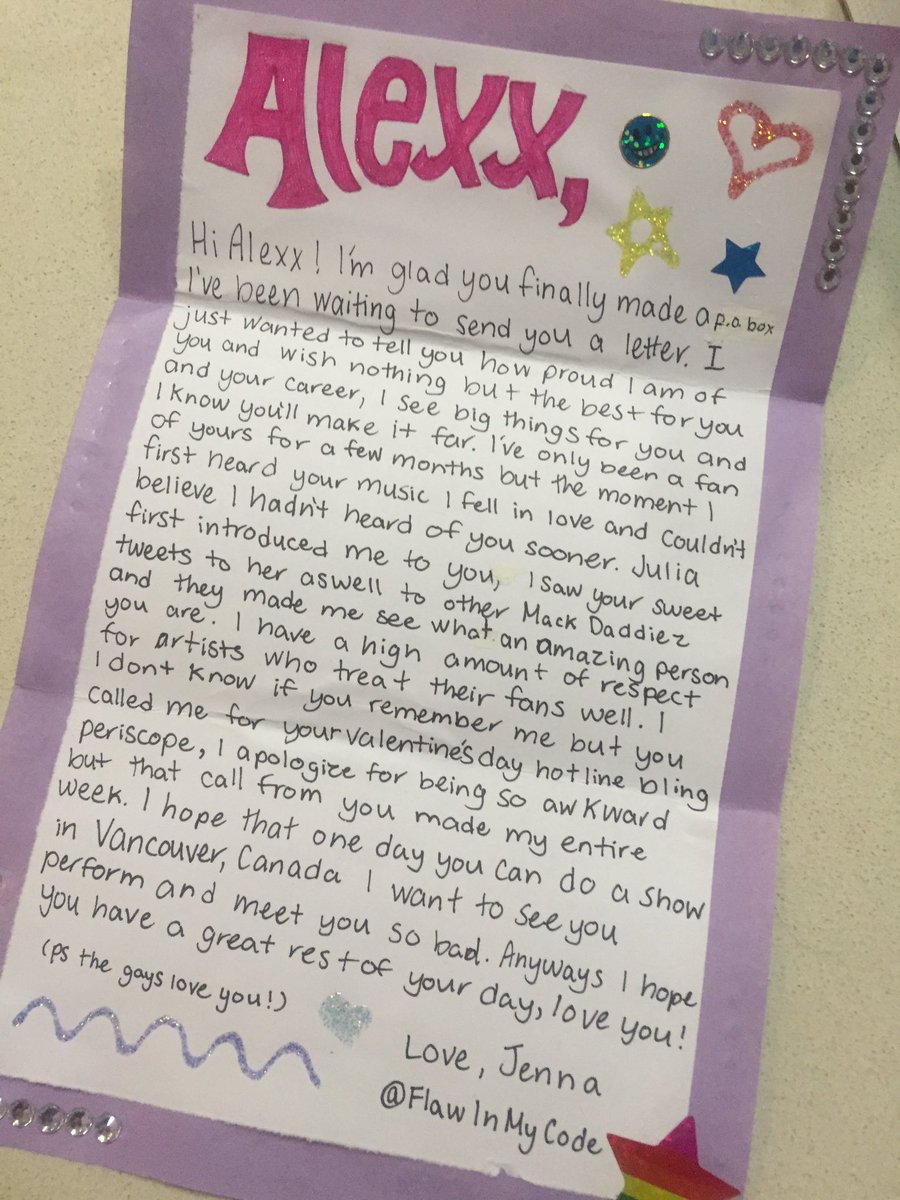 Alexx,
Hi Alexx! I'm glad you finally made a p.o. box
I've been waiting to send you a letter. I
just wanted to tell you how proud I am of
you and wish nothing but the best for you
and your career, I see big things for you and
I know you'll make it far. I've only been a fan
of yours for a few months but the moment I
first heard your music I fell in love and couldn't
believe I hadn't heard of you sooner. Julia
first introduced me to you, I saw your sweet
tweets to her aswell to other Mack Daddiez
and they made me see what an amazing person
you are. I have a high amount of respect
for artists who treat their fans well. I
I dont know if you remember me but you
called me for your valentine's day hotline bling
periscope, I apologize for being so awkward
but that call from you made my entire
week. I hope that one day you can do a show
in Vancouver, Canada I want to see you
perform and meet you so bad. Anyways I hope
you have a great rest of your day, love you!
(ps the gays love you!)
Love, Jenna
@FlawInMyCode